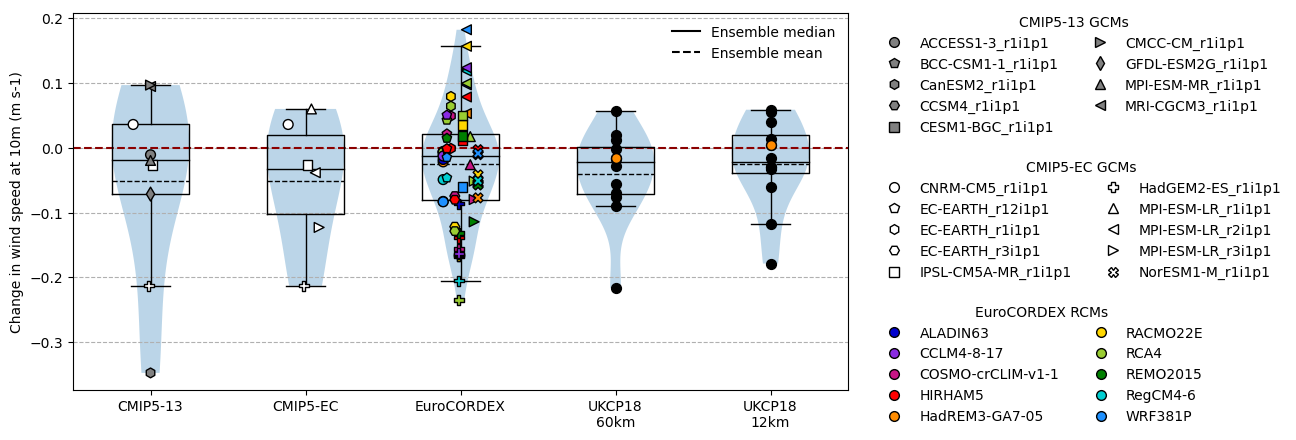 Change in wind speed at 10m (m s-1)
0.2
0.1
0.0
−0.1
−0.2
−0.3
Ensemble median
Ensemble mean
CMIP5-13
CMIP5-EC
EuroCORDEX
UKCP18
60km
UKCP18
12km
CMIP5-13 GCMs
ACCESS1-3_r1i1p1
BCC-CSM1-1_r1i1p1
CanESM2_r1i1p1
CCSM4_r1i1p1
CESM1-BGC_r1i1p1
CMCC-CM_r1i1p1
GFDL-ESM2G_r1i1p1
MPI-ESM-MR_r1i1p1
MRI-CGCM3_r1i1p1
CMIP5-EC GCMs
CNRM-CM5_r1i1p1
EC-EARTH_r12i1p1
EC-EARTH_r1i1p1
EC-EARTH_r3i1p1
IPSL-CM5A-MR_r1i1p1
HadGEM2-ES_r1i1p1
MPI-ESM-LR_r1i1p1
MPI-ESM-LR_r2i1p1
MPI-ESM-LR_r3i1p1
NorESM1-M_r1i1p1
EuroCORDEX RCMs
ALADIN63
CCLM4-8-17
COSMO-crCLIM-v1-1
HIRHAM5
HadREM3-GA7-05
RACMO22E
RCA4
REMO2015
RegCM4-6
WRF381P